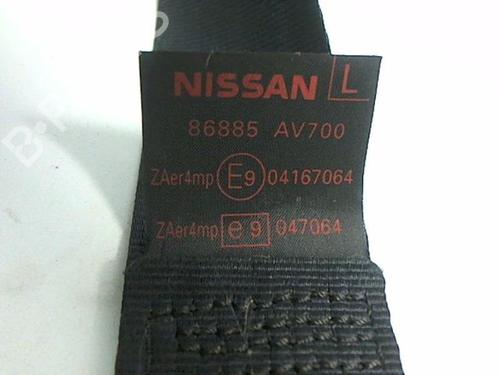 NISSAN L
86885 AV700
ZAer4mp E9 04167064
ZAer4mp e9 047064